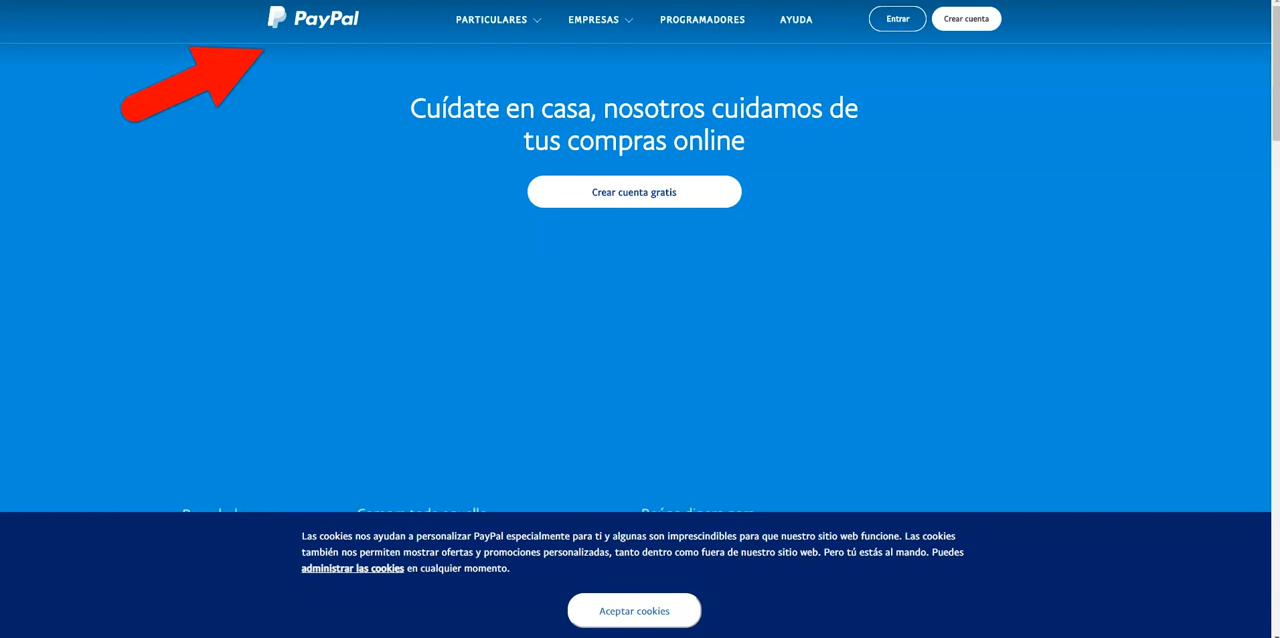 PayPal
PARTICULARES
EMPRESAS
PROGRAMADORES
AYUDA
Entrar
Crear cuenta
Cuídate en casa, nosotros cuidamos de
tus compras online
Crear cuenta gratis
Las cookies nos ayudan a personalizar PayPal especialmente para ti y algunas son imprescindibles para que nuestro sitio web funcione. Las cookies
también nos permiten mostrar ofertas y promociones personalizadas, tanto dentro como fuera de nuestro sitio web. Pero tú estás al mando. Puedes
administrar las cookies en cualquier momento.
Aceptar cookies